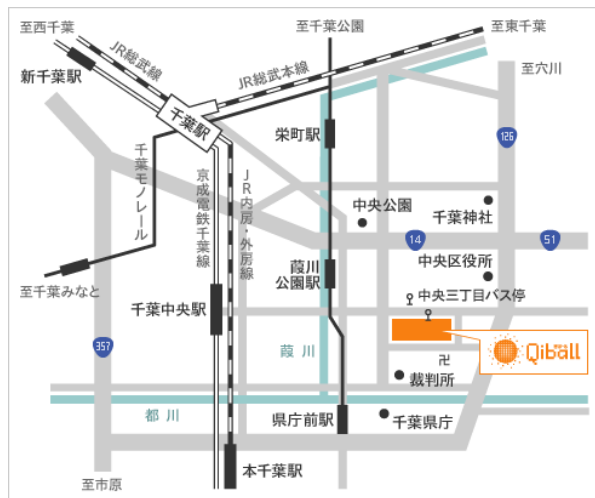 至西千葉
至千葉公園
至東千葉
JR総武線
新千葉駅
JR総武本線
至穴川
千葉駅
栄町駅
126
千葉モノレール
京成電鉄千葉線
JR内房・外房線
中央公園
千葉神社
14
51
葭川
公園駅
中央区役所
至千葉みなと
千葉中央駅
中央三丁目バス停
357
葭川
Qiball
裁判所
都川
県庁前駅
千葉県庁
本千葉駅
至市原